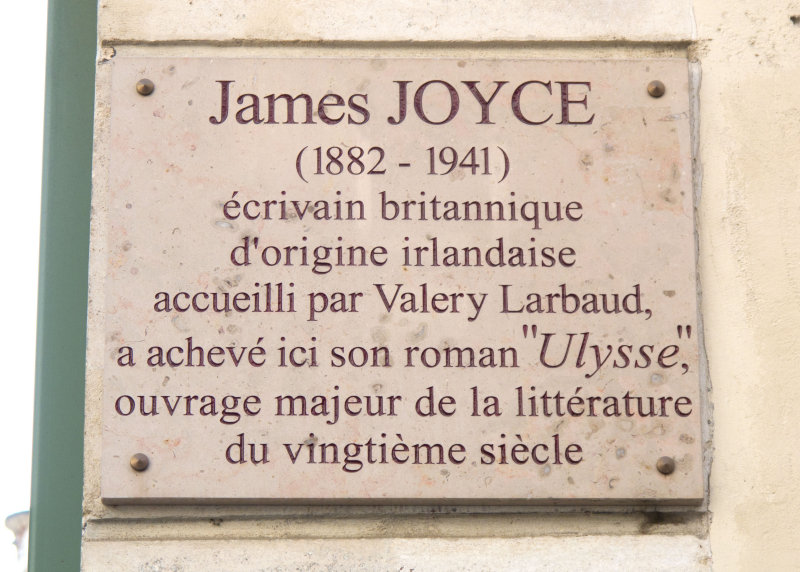 James JOYCE
(1882 - 1941)
écrivain britannique
d'origine irlandaise
accueilli par Valery Larbaud,
a achevé ici son roman "Ulysse",
ouvrage majeur de la littérature
du vingtième siècle